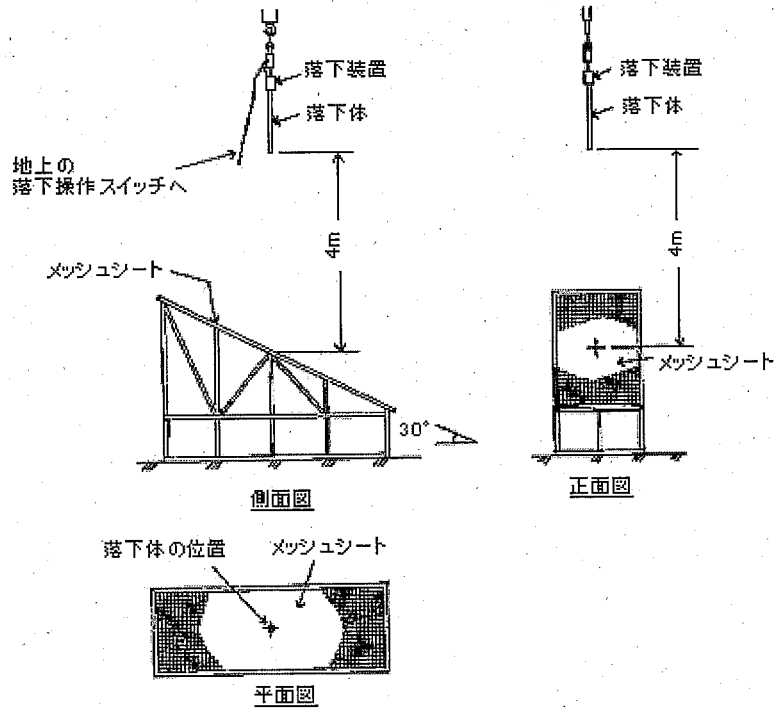 落下装置
落下体
地上の
落下操作スイッチへ
4m
メッシュシート
30°
側面図
落下装置
落下体
4m
メッシュシート
正面図
落下体の位置
メッシュシート
平面図